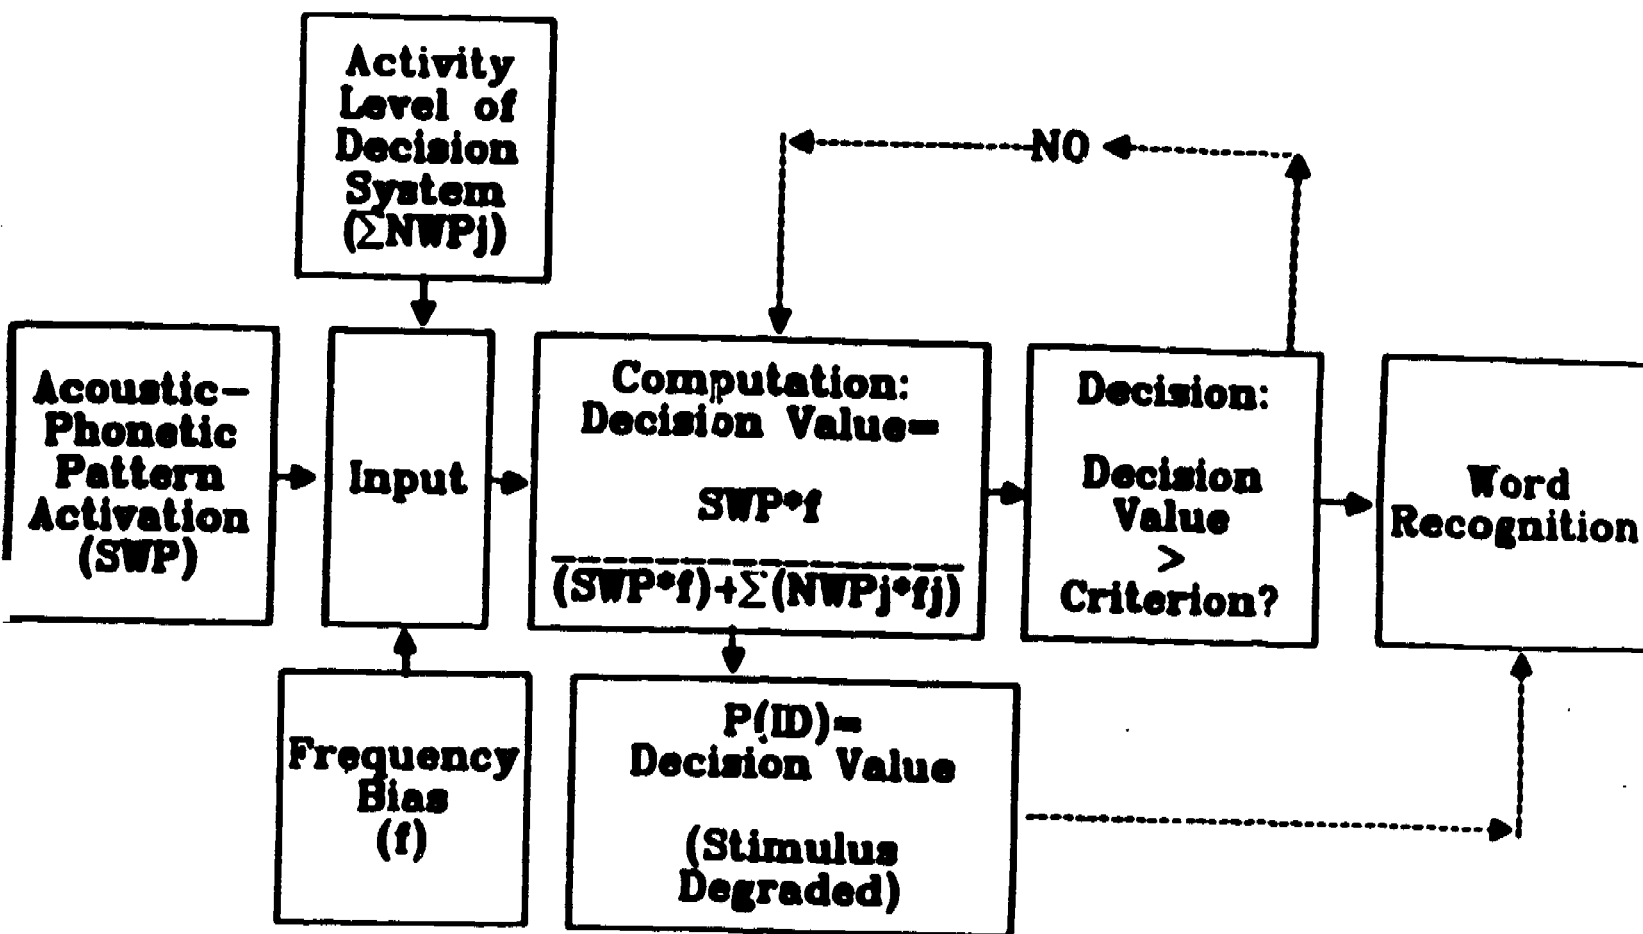 Activity
Level of
Decision
System
(ΣNWPj)
NO
Acoustic-
Phonetic
Pattern
Activation
(SWP)
Input
Computation:
Decision Value=
SWP*f
(SWP*f)+Σ(NWPj*fj)
Decision:
Decision
Value
>
Criterion?
Word
Recognition
Frequency
Bias
(f)
P(ID)=
Decision Value
(Stimulus
Degraded)